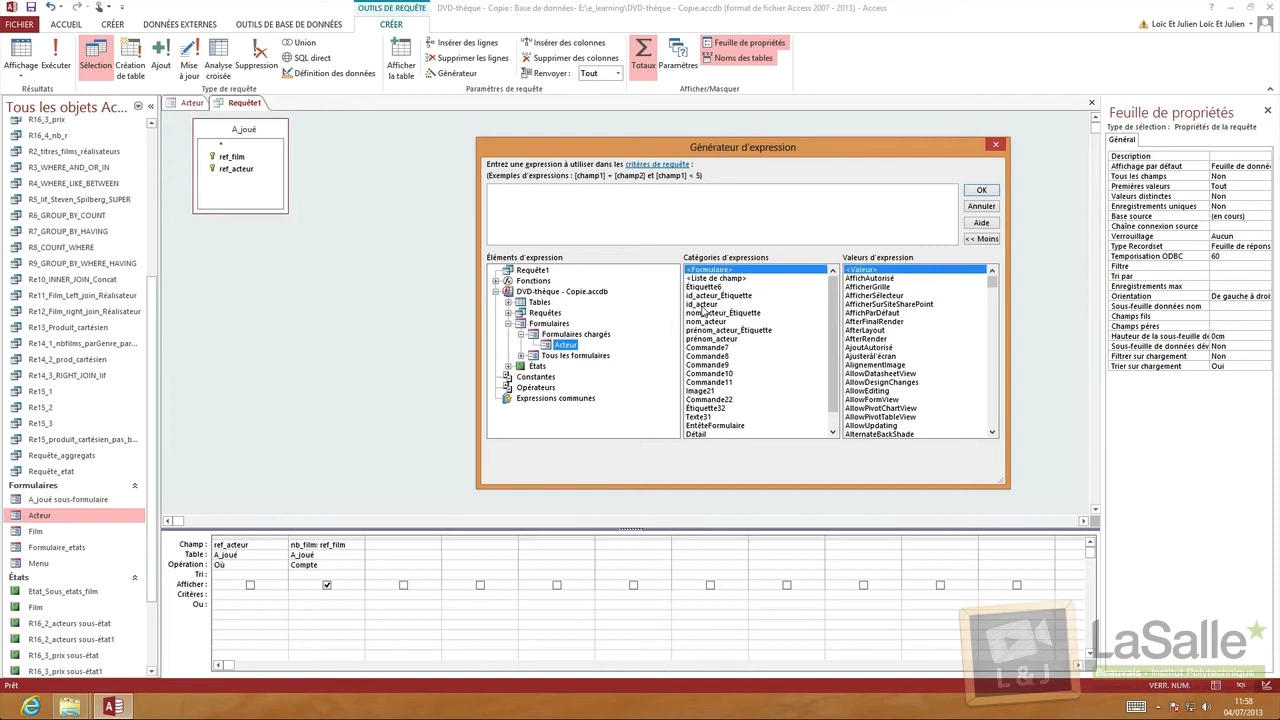 OUTILS DE REQUÊTE
DVD-thèque - Copie : Base de données- E:\e_learning\DVD-thèque - Copie.accdb (format de fichier Access 2007 - 2013) - Access
FICHIER
ACCUEIL
CRÉER
DONNÉES EXTERNES
OUTILS DE BASE DE DONNÉES
CRÉER
Loïc Et Julien Loïc Et Julien
Affichage
Exécuter
Résultats
Sélection
Création de table
Ajout
Mise à jour
Analyse croisée
Suppression
Union
SQL direct
Définition des données
Type de requête
Afficher la table
Insérer des lignes
Supprimer les lignes
Générateur
Insérer des colonnes
Supprimer des colonnes
Renvoyer : Tout
Paramètres de requête
Totaux
Paramètres
Feuille de propriétés
Noms des tables
Afficher/Masquer
Tous les objets Ac...
R16_3_prix
R16_4_nb_r
R2_titres_films_réalisateurs
R3_WHERE_AND_OR_IN
R4_WHERE_LIKE_BETWEEN
R5_lif_Steven_Spilberg_SUPER
R6_GROUP_BY_COUNT
R7_GROUP_BY_HAVING
R8_COUNT_WHERE
R9_GROUP_BY_WHERE_HAVING
Re10_INNER_JOIN_Concat
Re11_Film_Left_join_Réalisateur
Re12_Film_right_join_Réalisateur
Re13_Produit_cartésien
Re14_1_nbfilms_parGenre_par...
Re14_2_prod_cartésien
Re14_3_RIGHT_JOIN_lif
Re15_1
Re15_2
Re15_3
Re15_produit_cartésien_pas_b...
Requête_aggregats
Requête_etat
Formulaires
A_joué sous-formulaire
Acteur
Film
Formulaire_etats
Menu
États
Etat_Sous_etats_film
Film
R16_2_acteurs sous-état
R16_2_acteurs sous-état1
R16_3_prix sous-état
R16_3_prix sous-état1
Acteur
Requête1
A_joué
*
ref_film
ref_acteur
Générateur d'expression
Entrez une expression à utiliser dans les critères de requête :
(Exemples d'expressions : [champ1] + [champ2] et [champ1] < 5)
OK
Annuler
Aide
<< Moins
Éléments d'expression
Requête1
Fonctions
DVD-thèque - Copie.accdb
Tables
Requêtes
Formulaires
Formulaires chargés
Acteur
Tous les formulaires
États
Constantes
Opérateurs
Expressions communes
Catégories d'expressions
<Formulaire>
<Liste de champ>
Étiquette6
id_acteur_Étiquette
id_acteur
nom_acteur_Étiquette
nom_acteur
prénom_acteur_Étiquette
prénom_acteur
Commande7
Commande8
Commande9
Commande10
Commande11
Image21
Commande22
Étiquette32
Texte31
EntêteFormulaire
Détail
Valeurs d'expression
<Valeur>
AffichAutorisé
AfficherGrille
AfficherSélecteur
AfficherSurSiteSharePoint
AffichParDéfaut
AfterFinalRender
AfterLayout
AfterRender
AjoutAutorisé
Ajusteràl'écran
AlignementImage
AllowDatasheetView
AllowDesignChanges
AllowEditing
AllowFormView
AllowPivotChartView
AllowPivotTableView
AllowUpdating
AlternateBackShade
Champ : ref_acteur nb_film: ref_film
Table : A_joué A_joué
Opération : Où Compte
Tri :
Afficher :
Critères :
Ou :
Feuille de propriétés
Type de sélection : Propriétés de la requête
Général
Description
Affichage par défaut Feuille de donnée
Tous les champs Non
Premières valeurs Tout
Valeurs distinctes Non
Enregistrements uniques Non
Base source (en cours)
Chaîne connexion source
Verrouillage Aucun
Type Recordset Feuille de répons
Temporisation ODBC 60
Filtre
Tri par
Enregistrements max
Orientation De gauche à droi
Sous-feuille données nom
Champs fils
Champs pères
Hauteur de la sous-feuille de 0cm
Sous-feuille de données dév Non
Filtrer sur chargement Non
Trier sur chargement Oui
LaSalle
Beauvais - Institut Polytechnique
L & J
Prêt
VERR. NUM.
SQL
11:58
04/07/2013